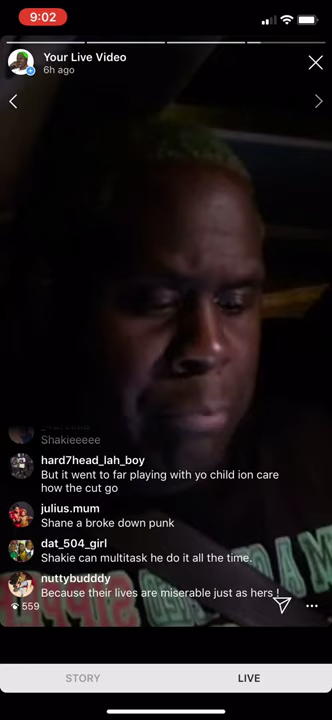 9:02
Your Live Video
6h ago
Shakieeeee
hard7head_lah_boy
But it went to far playing with yo child ion care
how the cut go
julius.mum
Shane a broke down punk
dat_504_girl
Shakie can multitask he do it all the time.
nuttybudddy
Because their lives are miserable just as hers !
559
STORY
LIVE